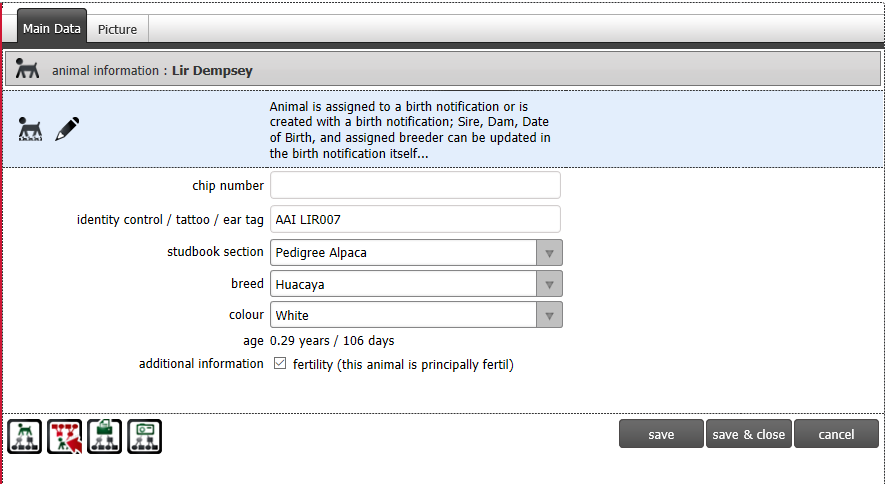 Main Data Picture
animal information : Lir Dempsey
Animal is assigned to a birth notification or is
created with a birth notification; Sire, Dam, Date
of Birth, and assigned breeder can be updated in
the birth notification itself...
chip number
identity control / tattoo / ear tag AAI LIR007
studbook section Pedigree Alpaca
breed Huacaya
colour White
age 0.29 years / 106 days
additional information fertility (this animal is principally fertil)
save save & close cancel